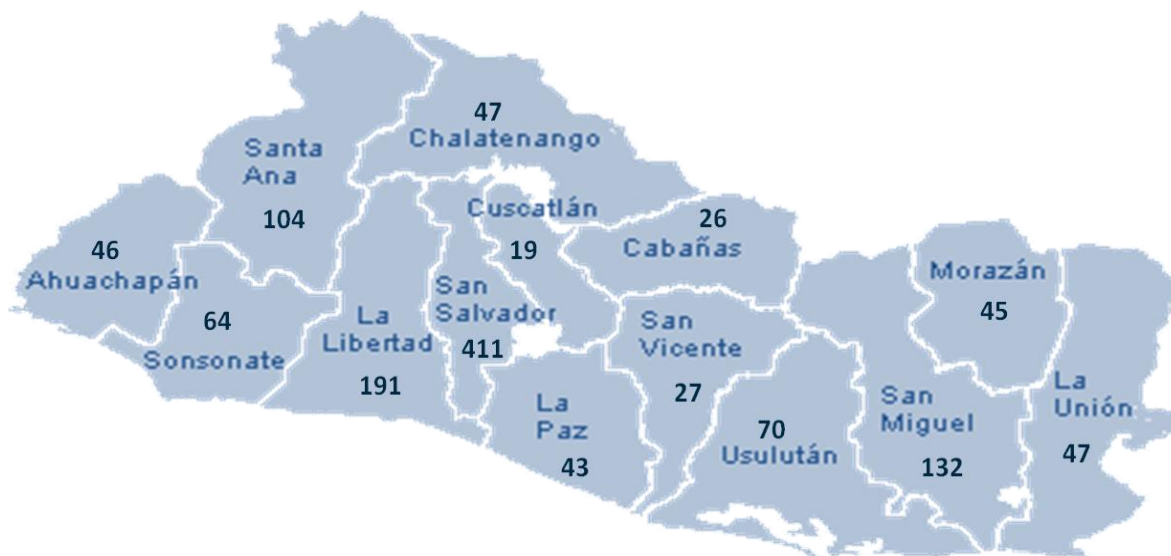 47
Chalatenango
Santa
Ana
104
Cuscatlán
19
26
Cabañas
46
Ahuachapán
64
Sonsonate
La
Libertad
191
San
Salvador
411
San
Vicente
27
La
Paz
43
70
Usulután
San
Miguel
132
Morazán
45
La
Unión
47